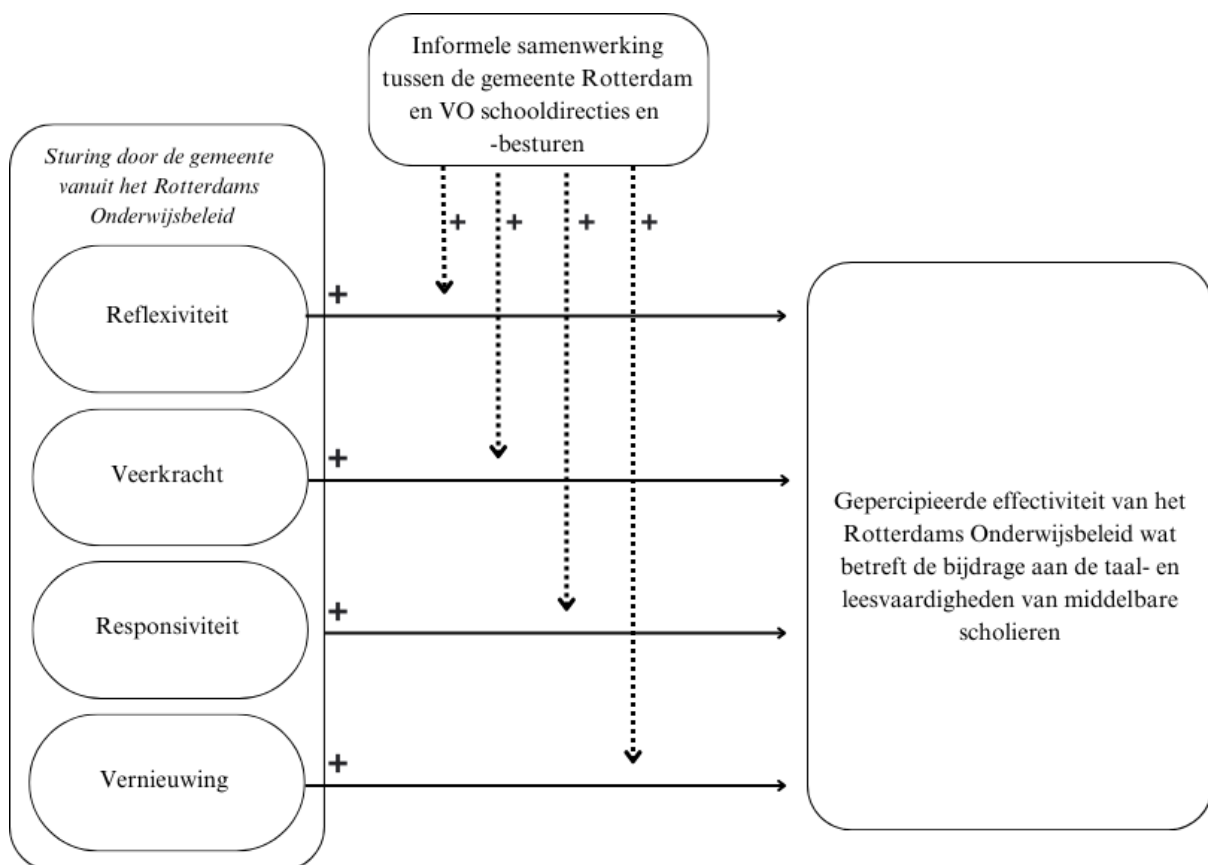 Informele samenwerking
tussen de gemeente Rotterdam
en VO schooldirecties en
-besturen
Sturing door de gemeente
vanuit het Rotterdams
Onderwijsbeleid
+ + + +
Reflexiviteit
+
Veerkracht
+
Responsiviteit
+
Vernieuwing
+
Gepercipieerde effectiviteit van het
Rotterdams Onderwijsbeleid wat
betreft de bijdrage aan de taal- en
leesvaardigheden van middelbare
scholieren